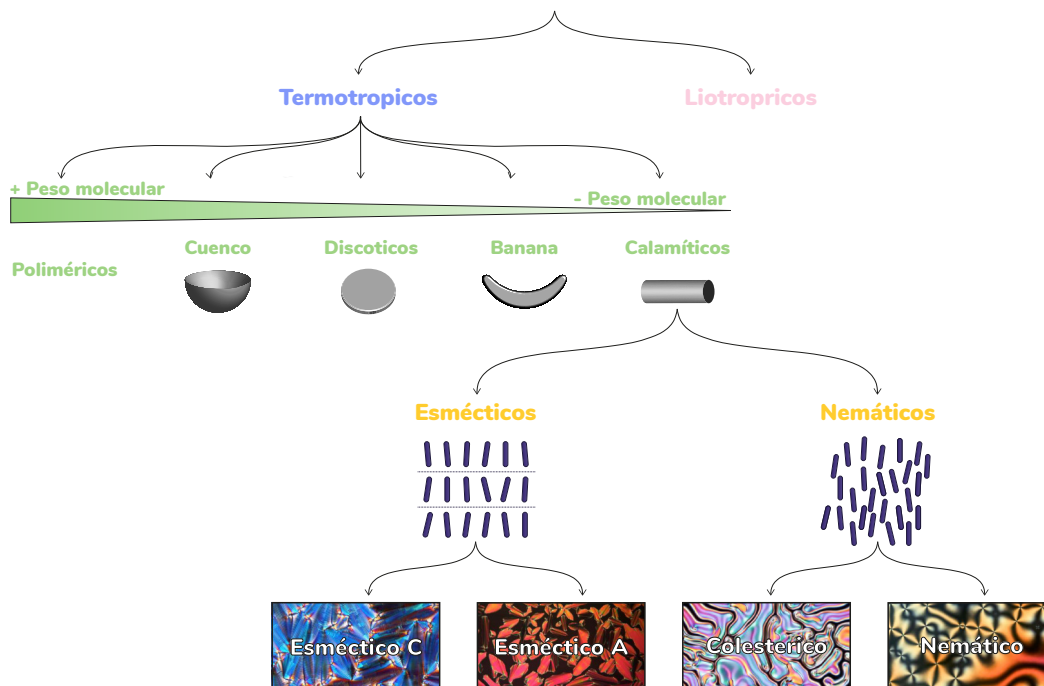 Termotropicos
Liotropricos
+ Peso molecular
- Peso molecular
Poliméricos
Cuenco
Discoticos
Banana
Calamíticos
Esmécticos
Nemáticos
Esméctico C
Esméctico A
Colesterico
Nemático